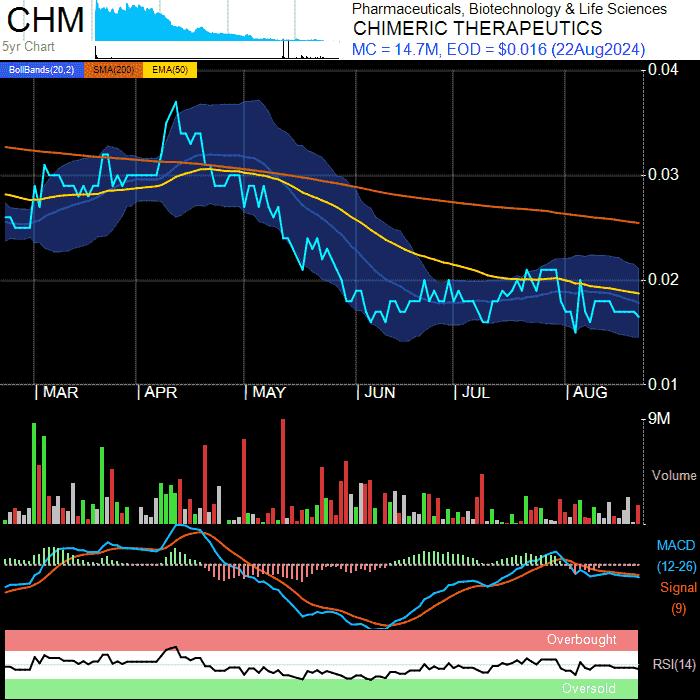 CHM
5yr Chart
Pharmaceuticals, Biotechnology & Life Sciences
CHIMERIC THERAPEUTICS
MC = 14.7M, EOD = $0.016 (22Aug2024)
BollBands(20,2) SMA(200) EMA(50)
0.04
0.03
0.02
0.01
MAR APR MAY JUN JUL AUG
9M
Volume
MACD
(12-26)
Signal
(9)
Overbought
RSI(14)
Oversold